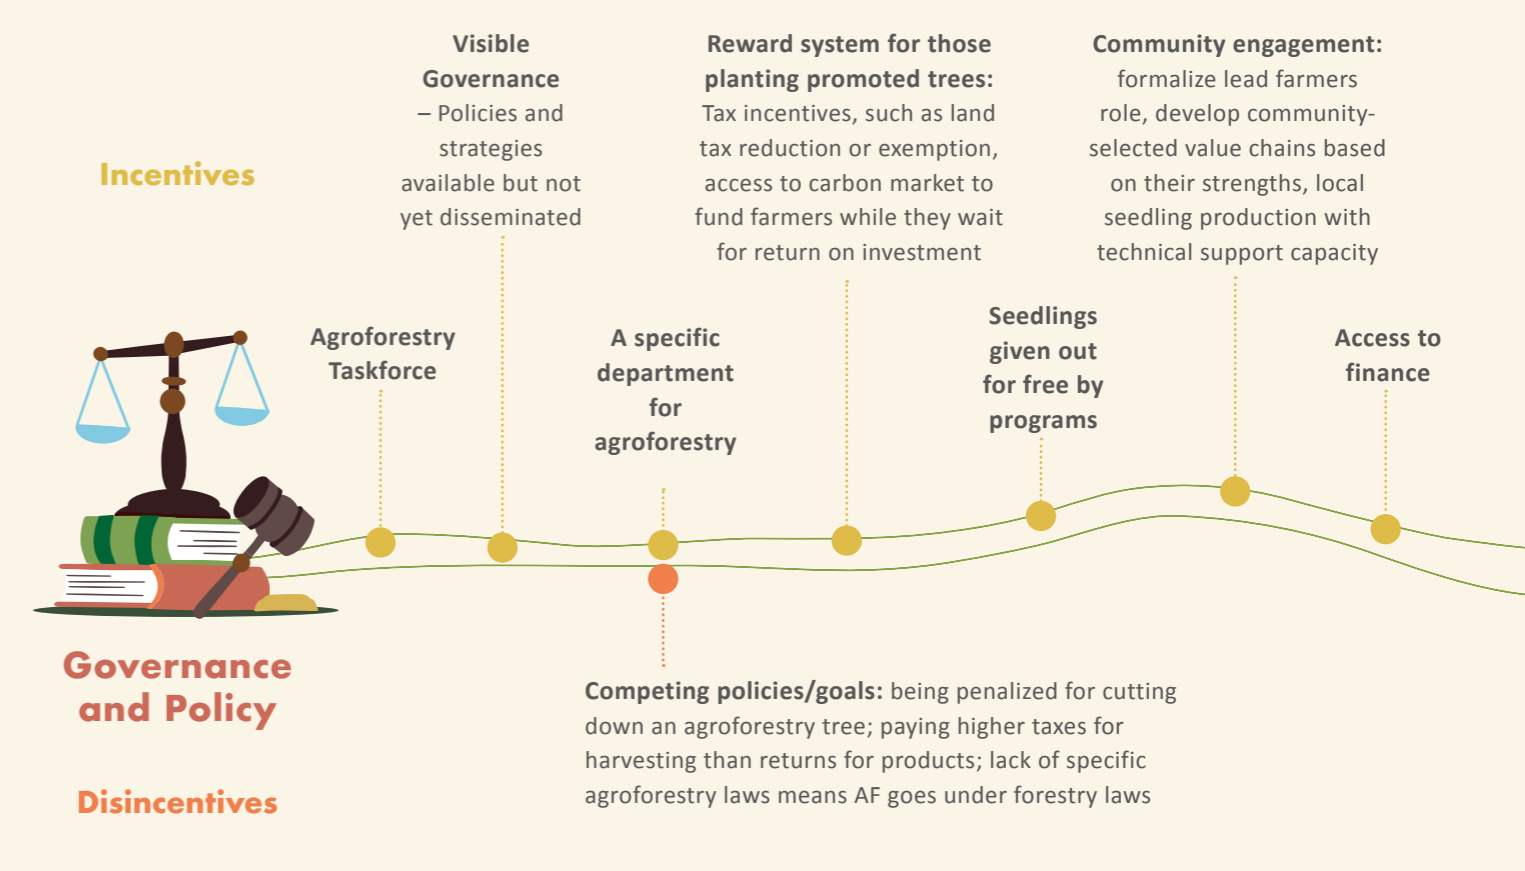 Incentives
Visible
Governance
– Policies and
strategies
available but not
yet disseminated
Reward system for those
planting promoted trees:
Tax incentives, such as land
tax reduction or exemption,
access to carbon market to
fund farmers while they wait
for return on investment
Community engagement:
formalize lead farmers
role, develop community-
selected value chains based
on their strengths, local
seedling production with
technical support capacity
Agroforestry
Taskforce
A specific
department
for
agroforestry
Seedlings
given out
for free by
programs
Access to
finance
Governance
and Policy
Disincentives
Competing policies/goals: being penalized for cutting
down an agroforestry tree; paying higher taxes for
harvesting than returns for products; lack of specific
agroforestry laws means AF goes under forestry laws